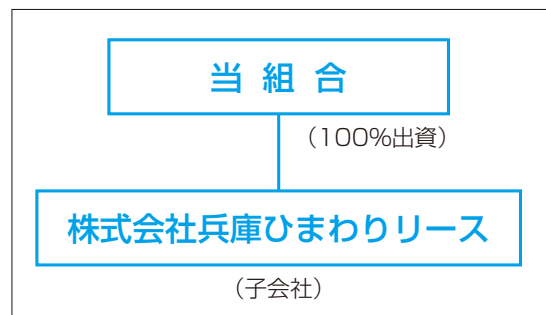 当組合
（100%出資）
株式会社兵庫ひまわりリース
（子会社）